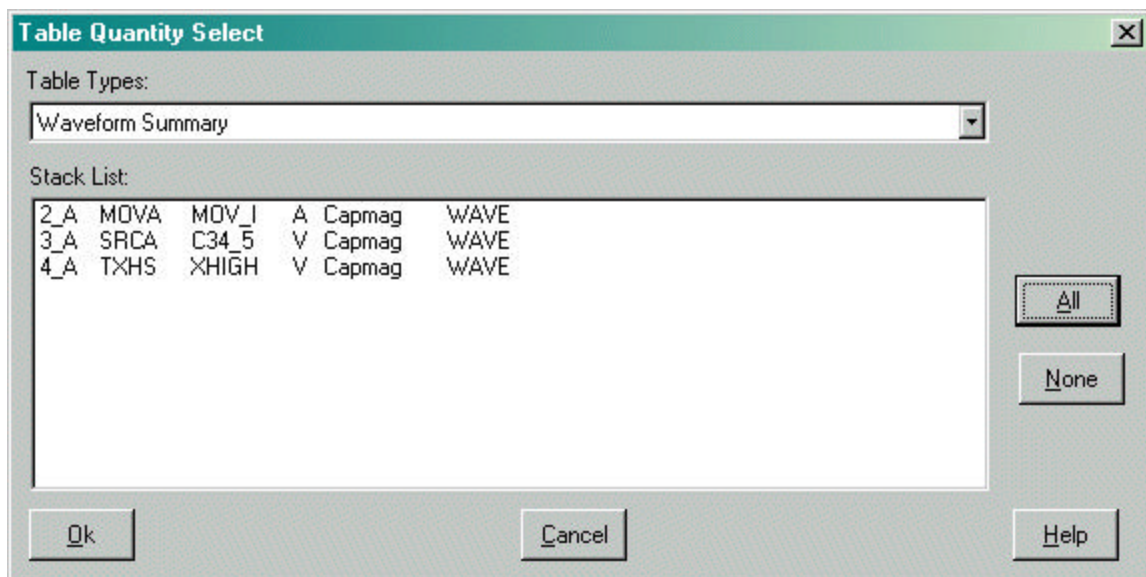 Table Quantity Select
Table Types:
Waveform Summary
Stack List:
2_A MOVA MOV_I A Capmag WAVE
3_A SRCA C34_5 V Capmag WAVE
4_A TXHS XHIGH V Capmag WAVE
All
None
Ok Cancel Help